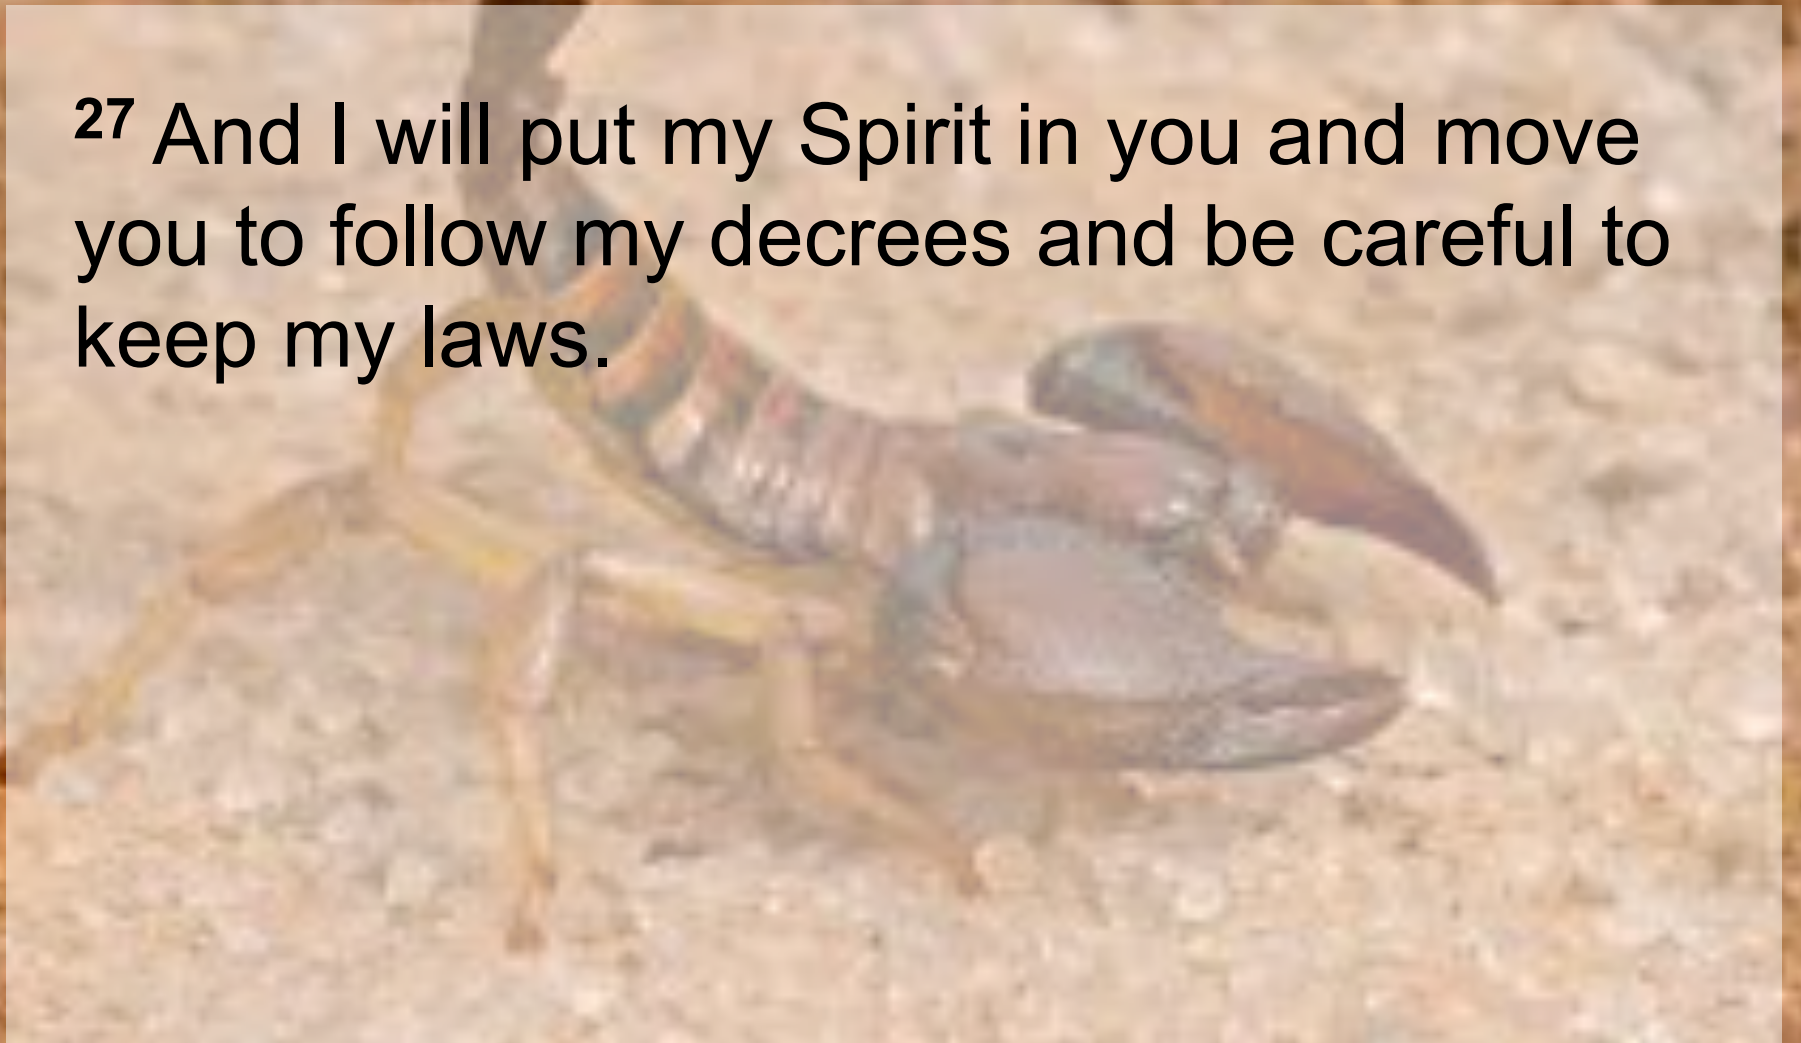 27 And I will put my Spirit in you and move
you to follow my decrees and be careful to
keep my laws.